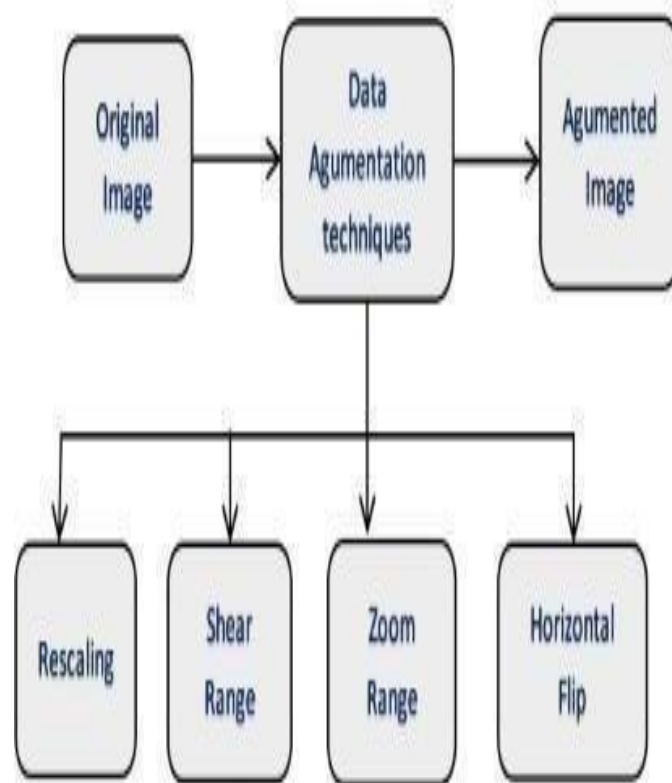 Original
Image
Data
Agumentation
techniques
Agumented
Image
Rescaling
Shear
Range
Zoom
Range
Horizontal
Flip